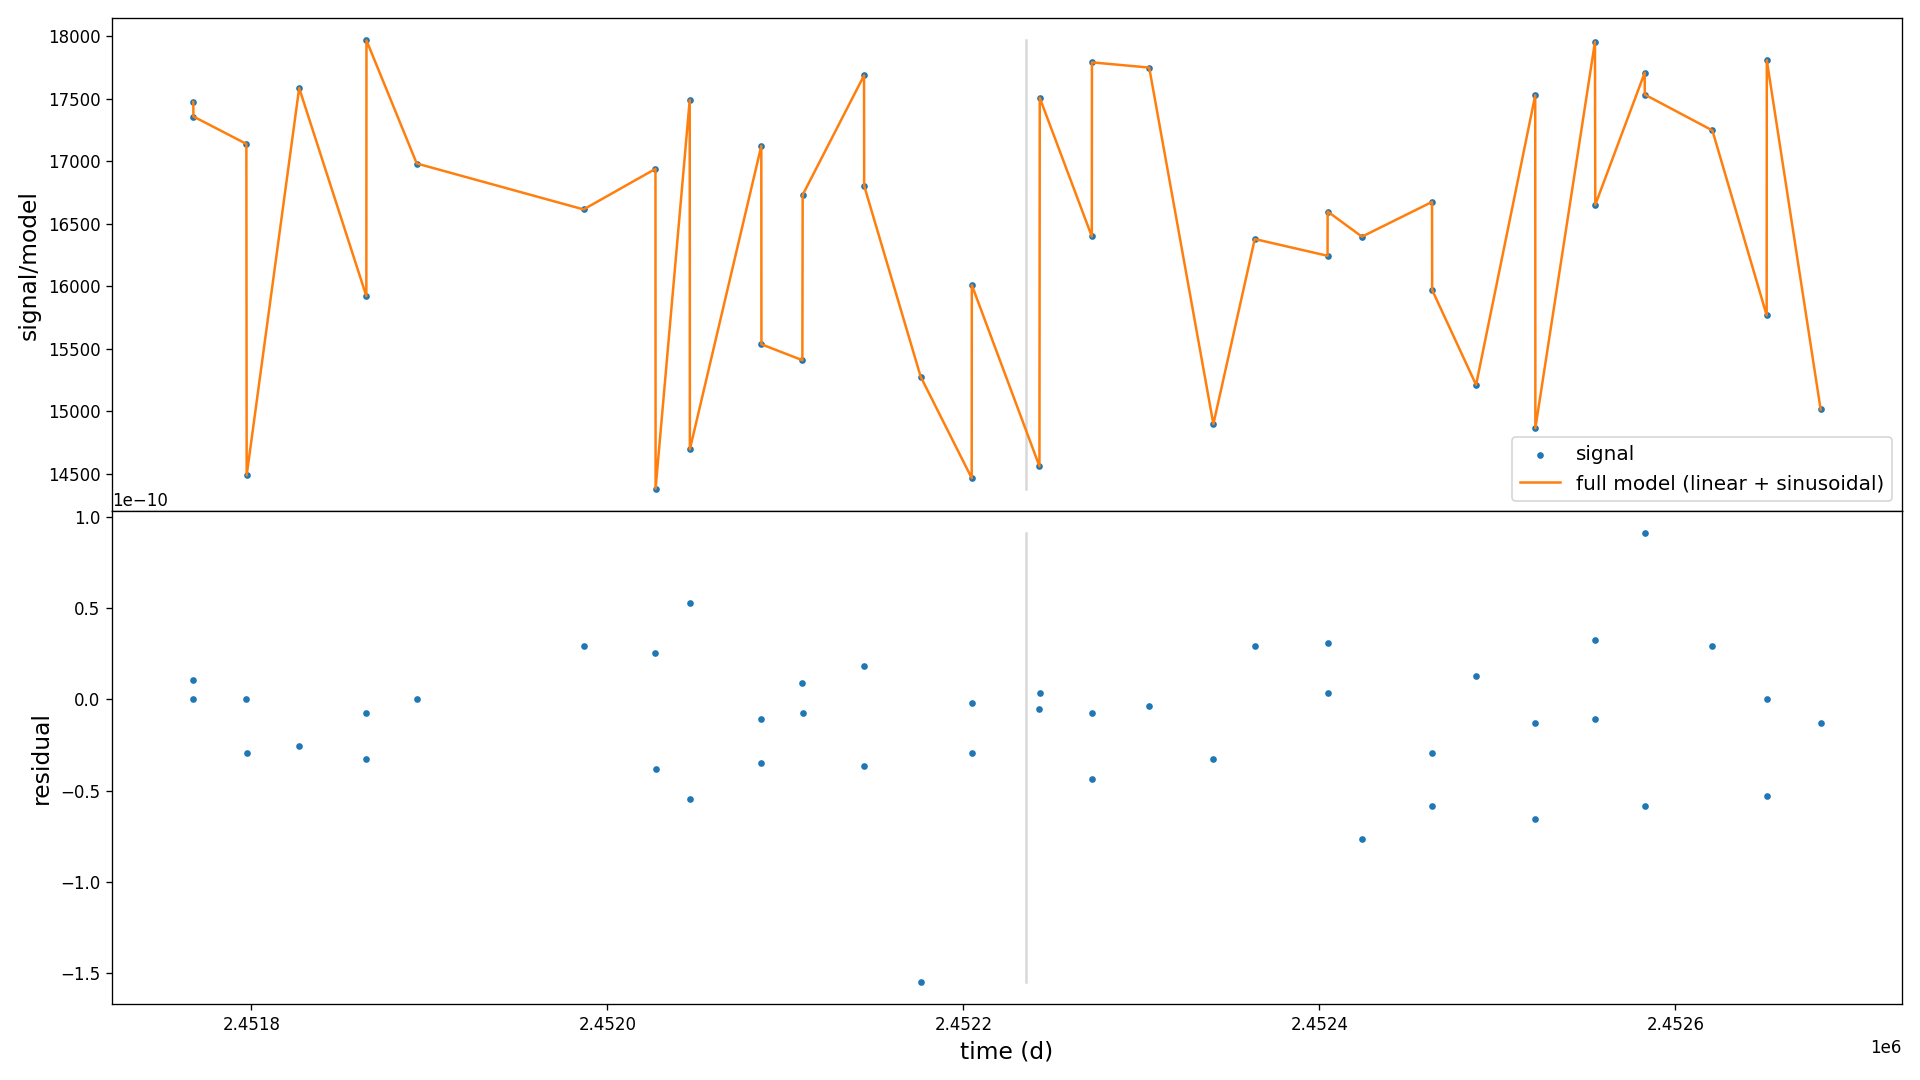 18000
17500
17000
16500
16000
15500
15000
14500
signal/model
signal
full model (linear + sinusoidal)
1e−10
1.0
0.5
0.0
−0.5
−1.0
−1.5
residual
2.4518 2.4520 2.4522 2.4524 2.4526
time (d)
1e6